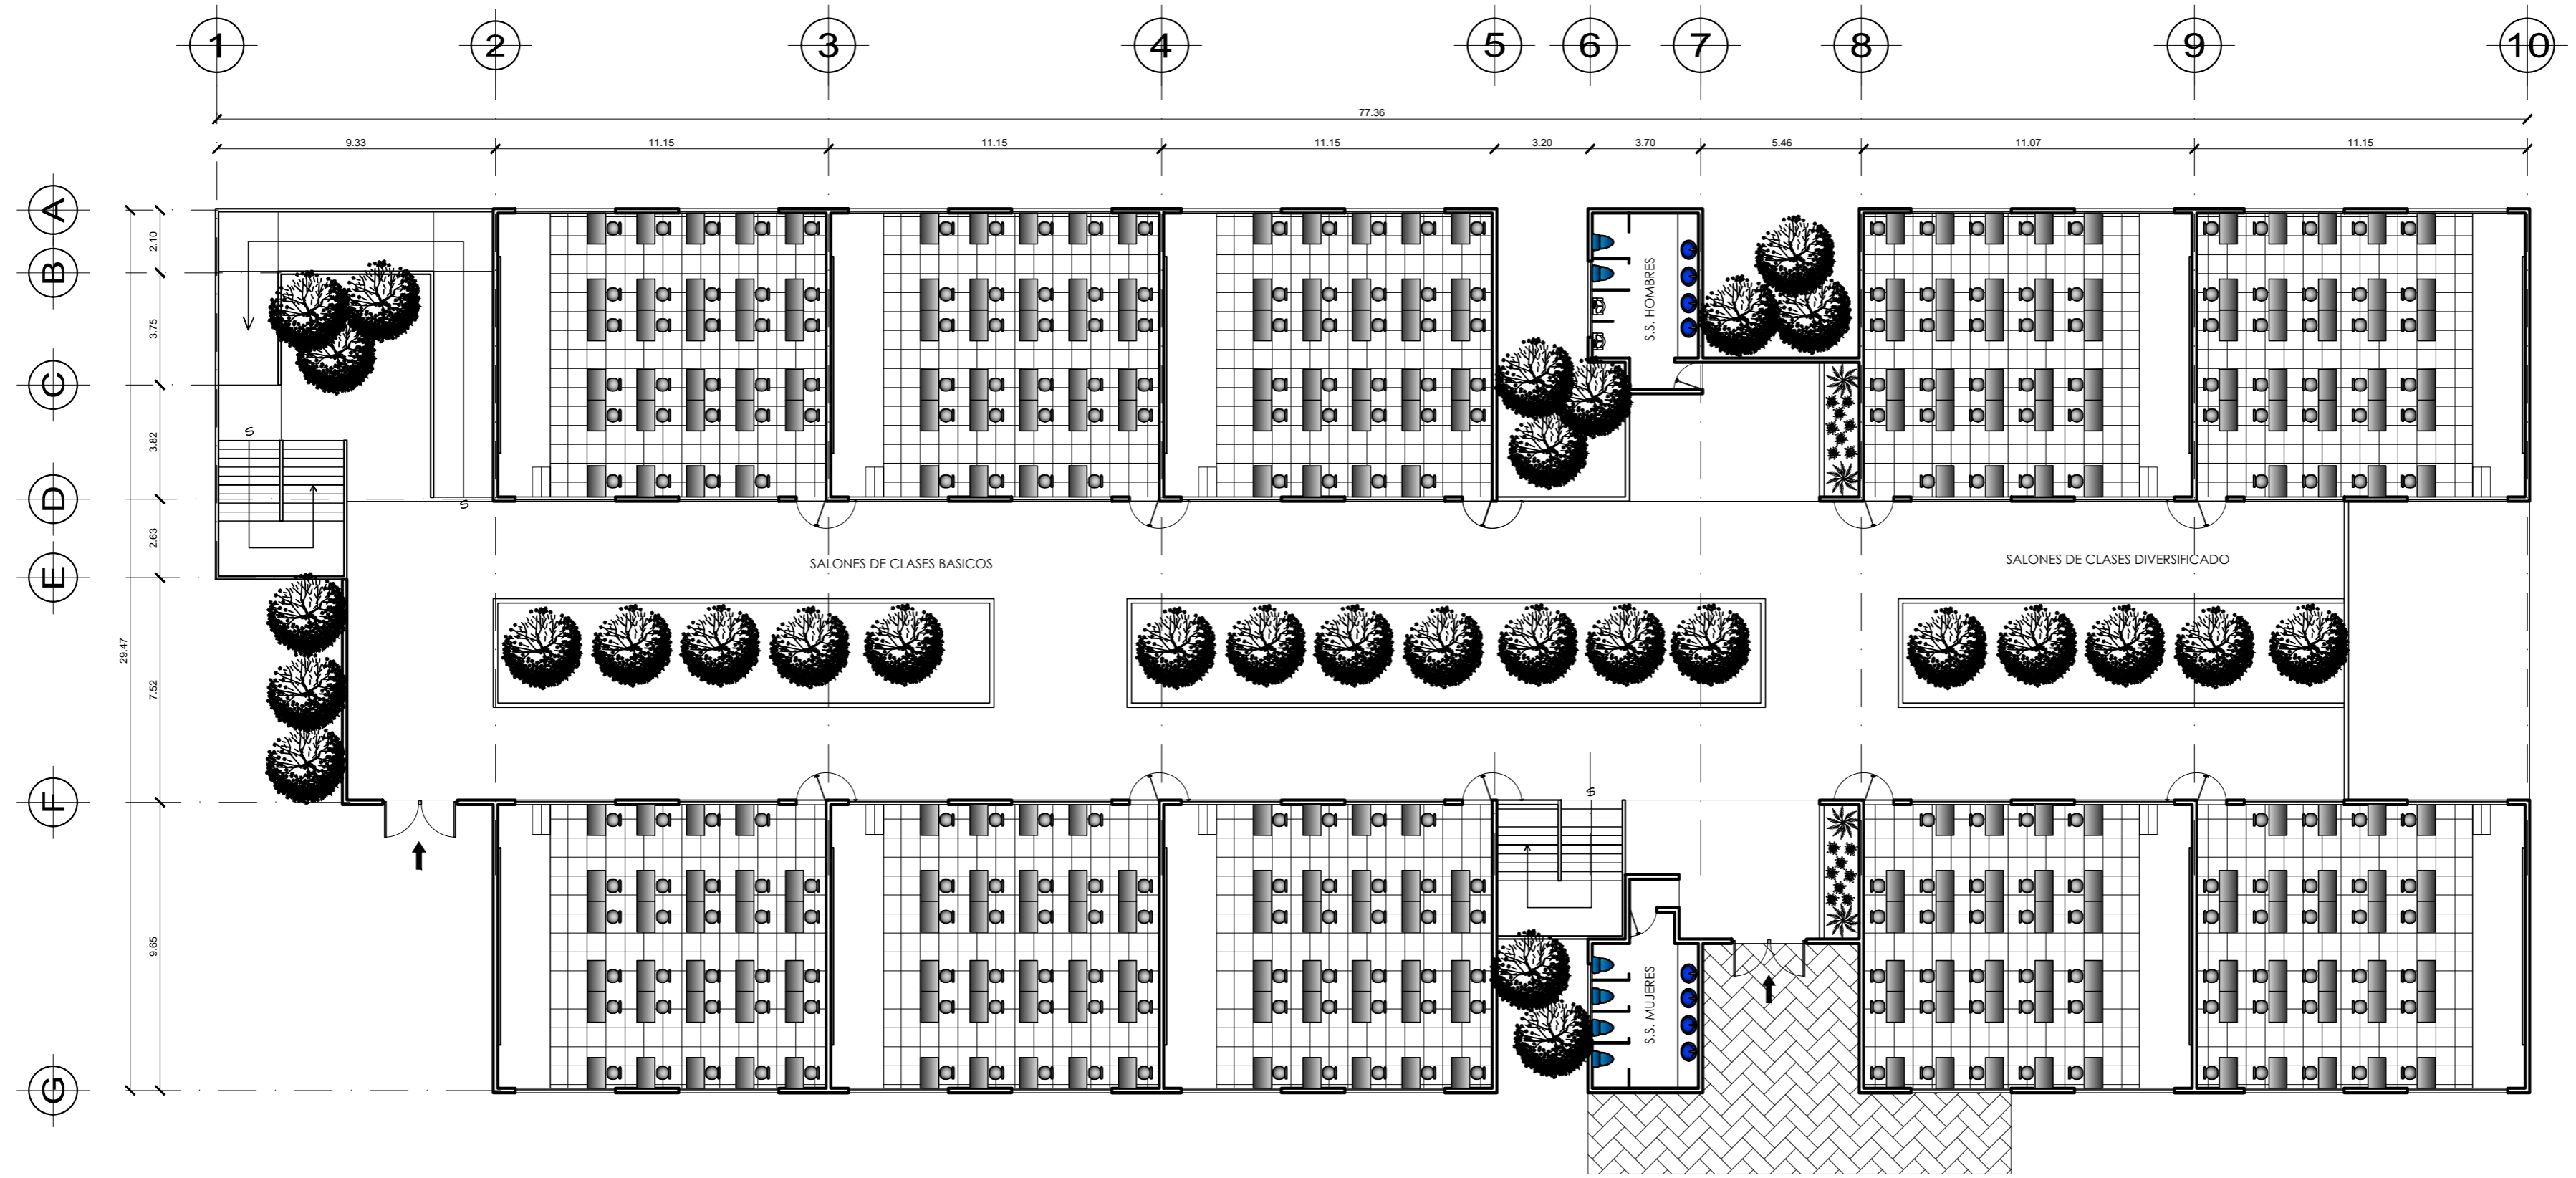 1 2 3 4 5 6 7 8 9 10
77.36
9.33 11.15 11.15 11.15 3.20 3.70 5.46 11.07 11.15
A
B
C
D
E
F
G
2.10
3.75
3.82
2.63
7.52
9.65
29.47
S.S. HOMBRES
S
S
SALONES DE CLASES BASICOS
SALONES DE CLASES DIVERSIFICADO
S
S.S. MUJERES